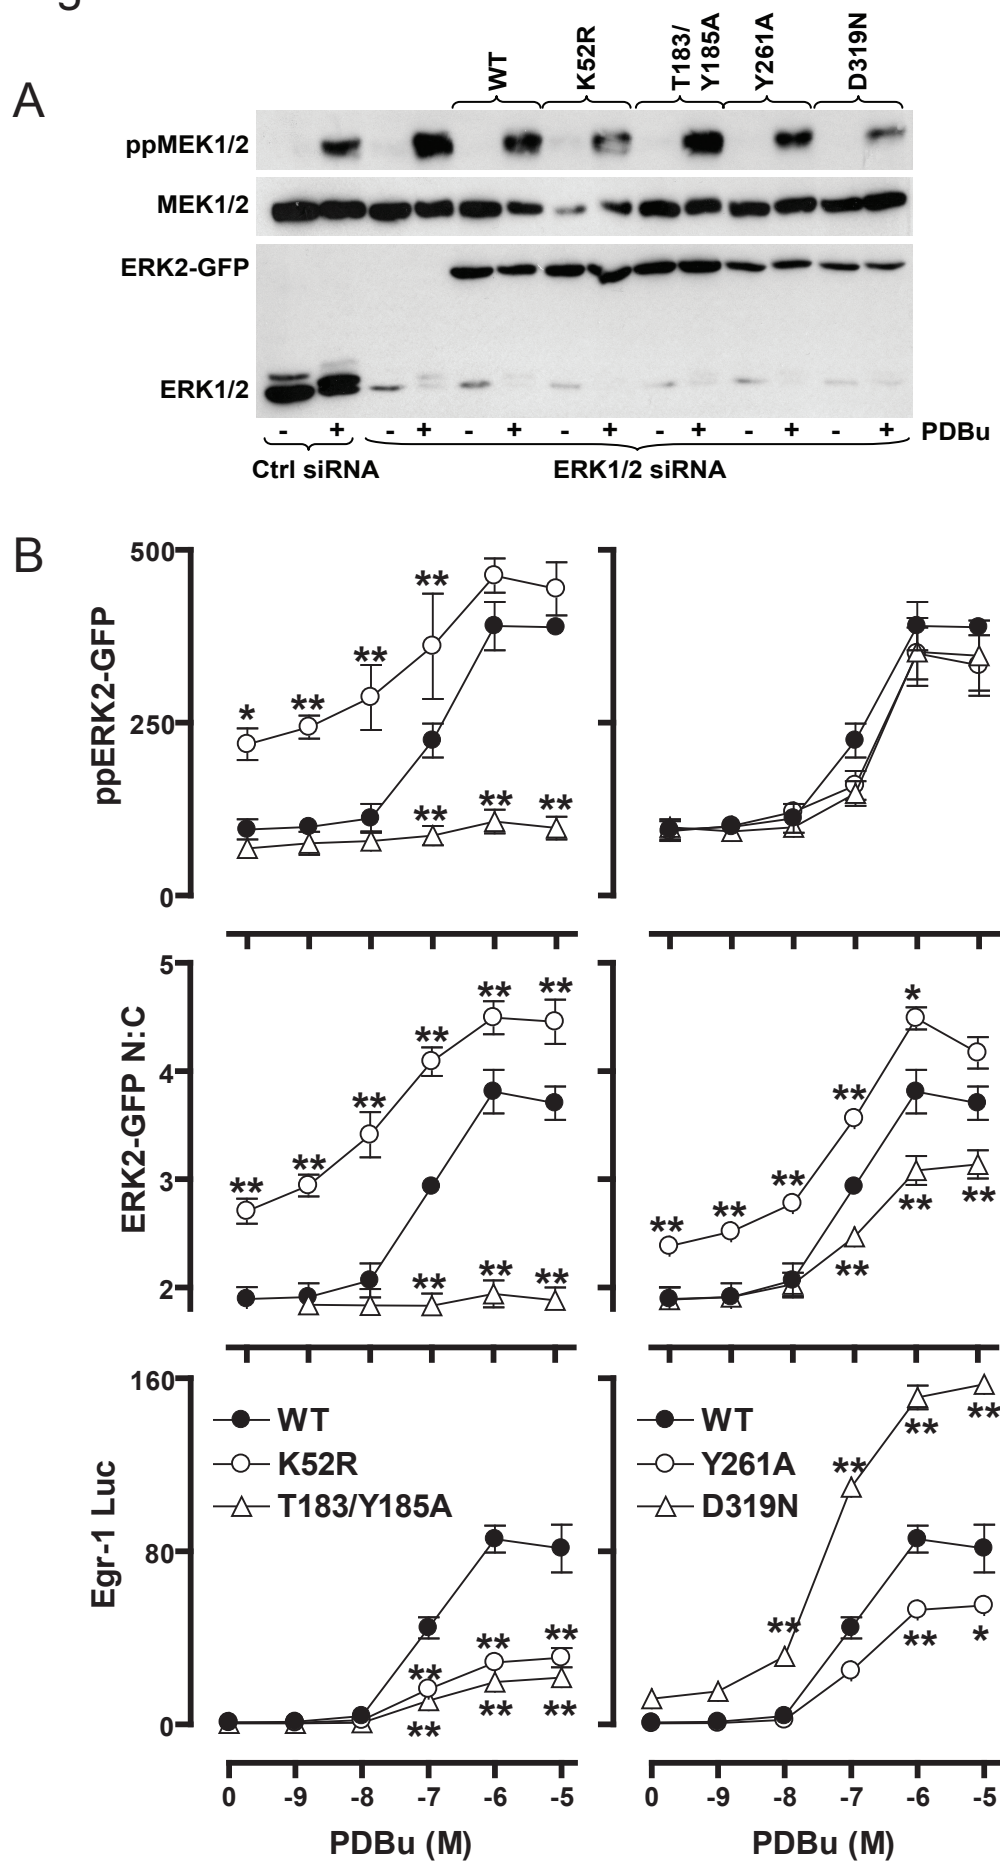 A
WT
K52R
T183/
Y185A
Y261A
D319N
ppMEK1/2
MEK1/2
ERK2-GFP
ERK1/2
- + - + - + - + - + - + - + PDBu
Ctrl siRNA ERK1/2 siRNA
B
ppERK2-GFP
500
250
0
* ** ** ** ** ** **
ERK2-GFP N:C
5
4
3
2
** ** ** ** ** ** ** ** **
** ** ** ** * ** ** **
Egr-1 Luc
160
80
0
WT
K52R
T183/Y185A
** ** ** ** ** **
WT
Y261A
D319N
** ** ** ** ** *
0 -9 -8 -7 -6 -5
0 -9 -8 -7 -6 -5
PDBu (M)
PDBu (M)